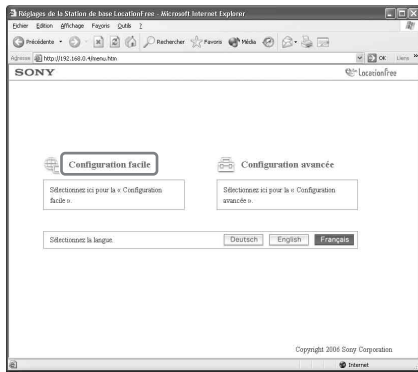 Réglages de la Station de base LocationFree - Microsoft Internet Explorer
Fichier Edition Affichage Favoris Outils ?
Précédente Rechercher Favoris Média
Adresse http://192.168.0.4/menu.htm OK Liens »
SONY LocationFree
Configuration facile Configuration avancée
Sélectionnez ici pour la « Configuration facile ».
Sélectionnez ici pour la « Configuration avancée ».
Sélectionnez la langue. Deutsch English Français
Copyright 2006 Sony Corporation
Internet